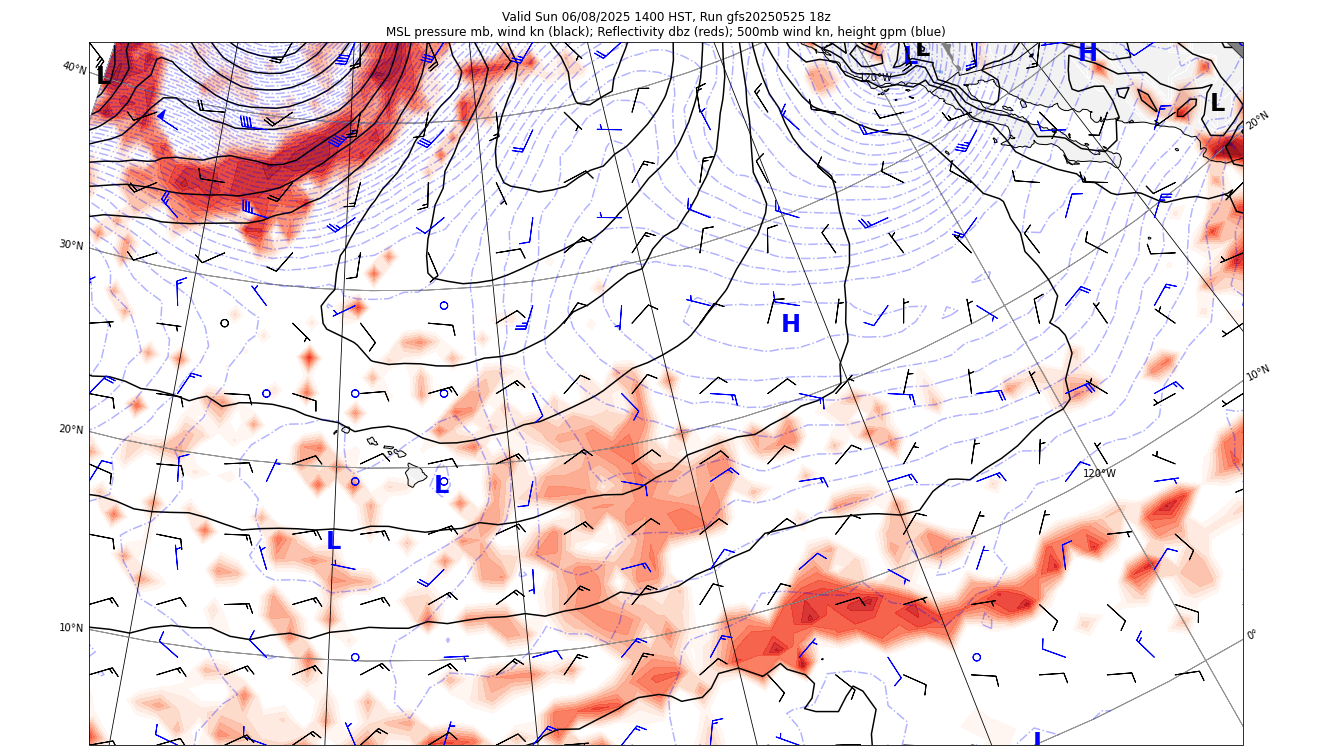 Valid Sun 06/08/2025 1400 HST, Run gfs20250525 18z
MSL pressure mb, wind kn (black); Reflectivity dbz (reds); 500mb wind kn, height gpm (blue)
L
L
H
40°N
L
120°W
L
20°N
30°N
H
10°N
20°N
120°W
L
L
10°N
0°
L